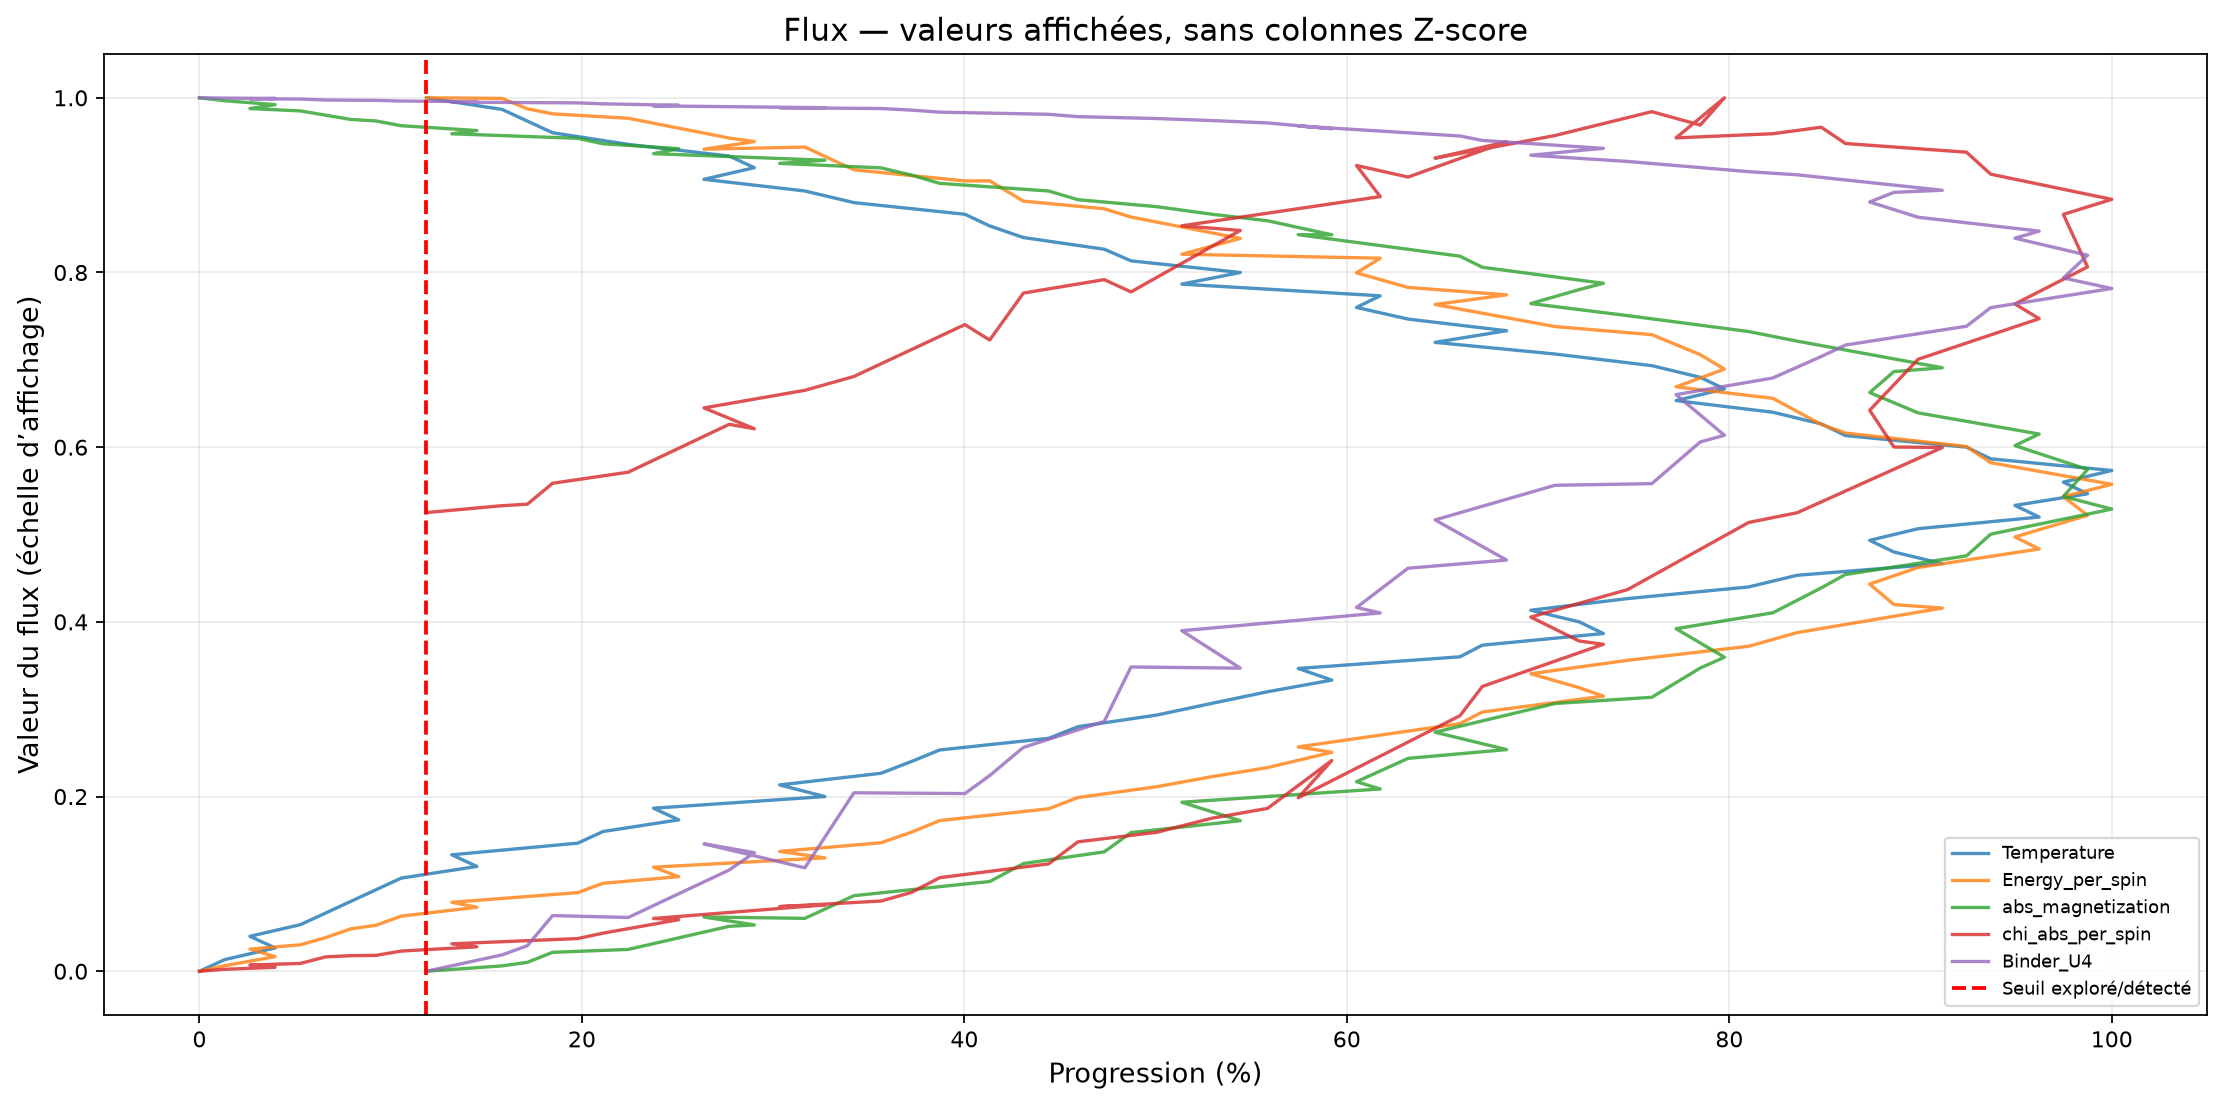 Flux — valeurs affichées, sans colonnes Z-score
Valeur du flux (échelle d’affichage)
1.0
0.8
0.6
0.4
0.2
0.0
0 20 40 60 80 100
Progression (%)
Temperature
Energy_per_spin
abs_magnetization
chi_abs_per_spin
Binder_U4
Seuil exploré/détecté